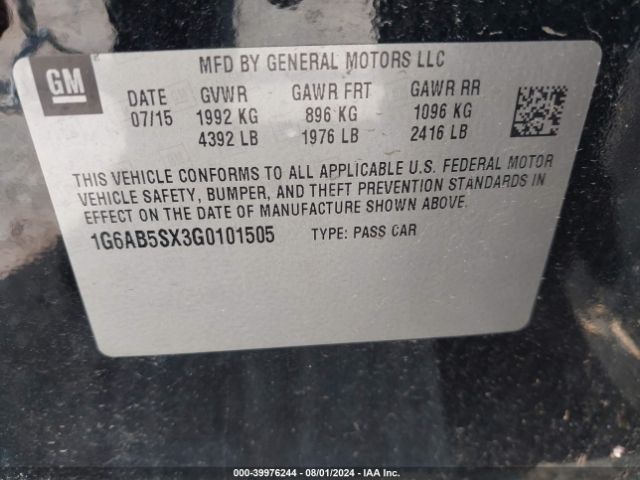 GM
MFD BY GENERAL MOTORS LLC
DATE GVWR GAWR FRT GAWR RR
07/15 1992 KG 896 KG 1096 KG
4392 LB 1976 LB 2416 LB
THIS VEHICLE CONFORMS TO ALL APPLICABLE U.S. FEDERAL MOTOR
VEHICLE SAFETY, BUMPER, AND THEFT PREVENTION STANDARDS IN
EFFECT ON THE DATE OF MANUFACTURE SHOWN ABOVE.
1G6AB5SX3G0101505 TYPE: PASS CAR
000-39976244 - 08/01/2024 - IAA Inc.